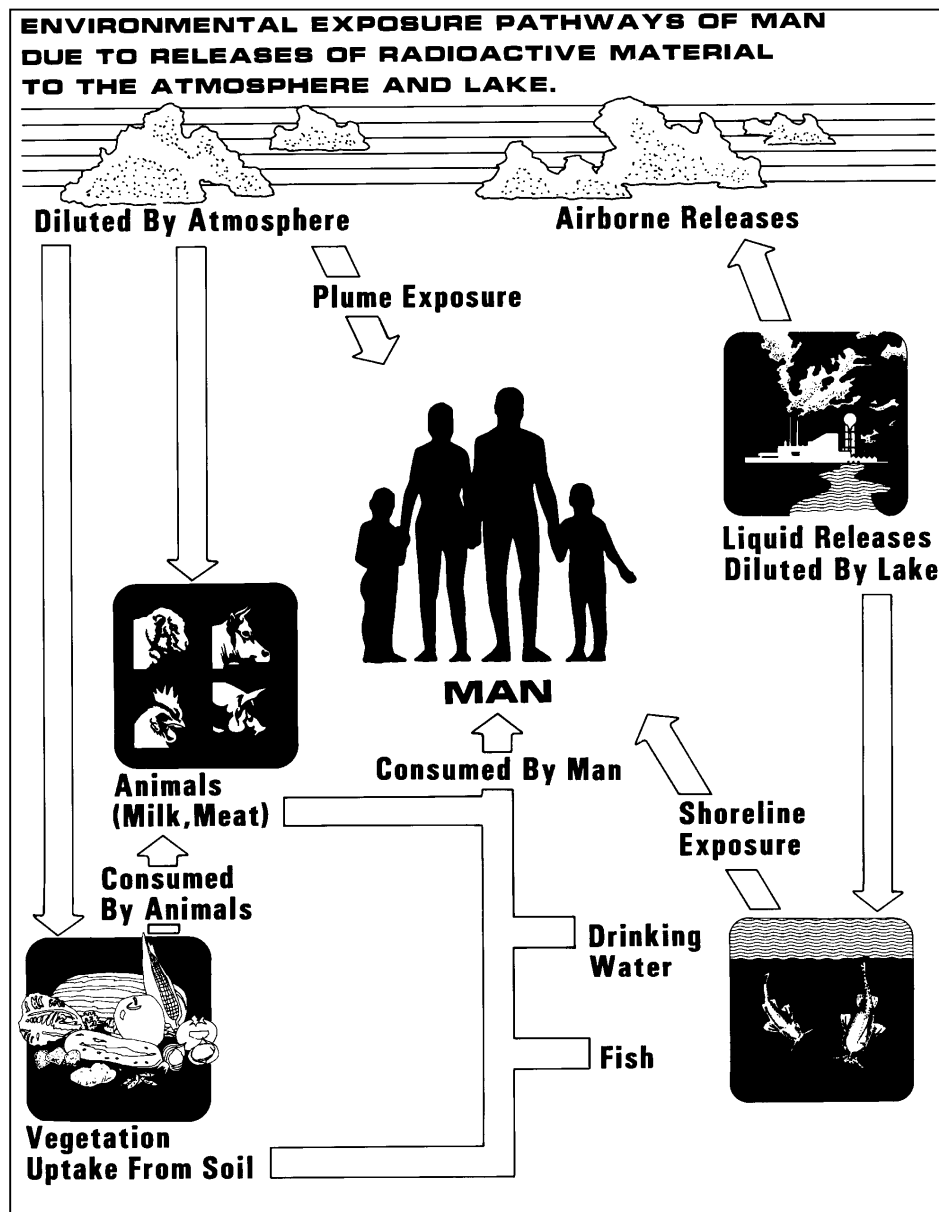 ENVIRONMENTAL EXPOSURE PATHWAYS OF MAN
DUE TO RELEASES OF RADIOACTIVE MATERIAL
TO THE ATMOSPHERE AND LAKE.
Diluted By Atmosphere
Airborne Releases
Plume Exposure
Liquid Releases
Diluted By Lake
MAN
Consumed By Man
Animals
(Milk,Meat)
Shoreline
Exposure
Consumed
By Animals
Drinking
Water
Fish
Vegetation
Uptake From Soil